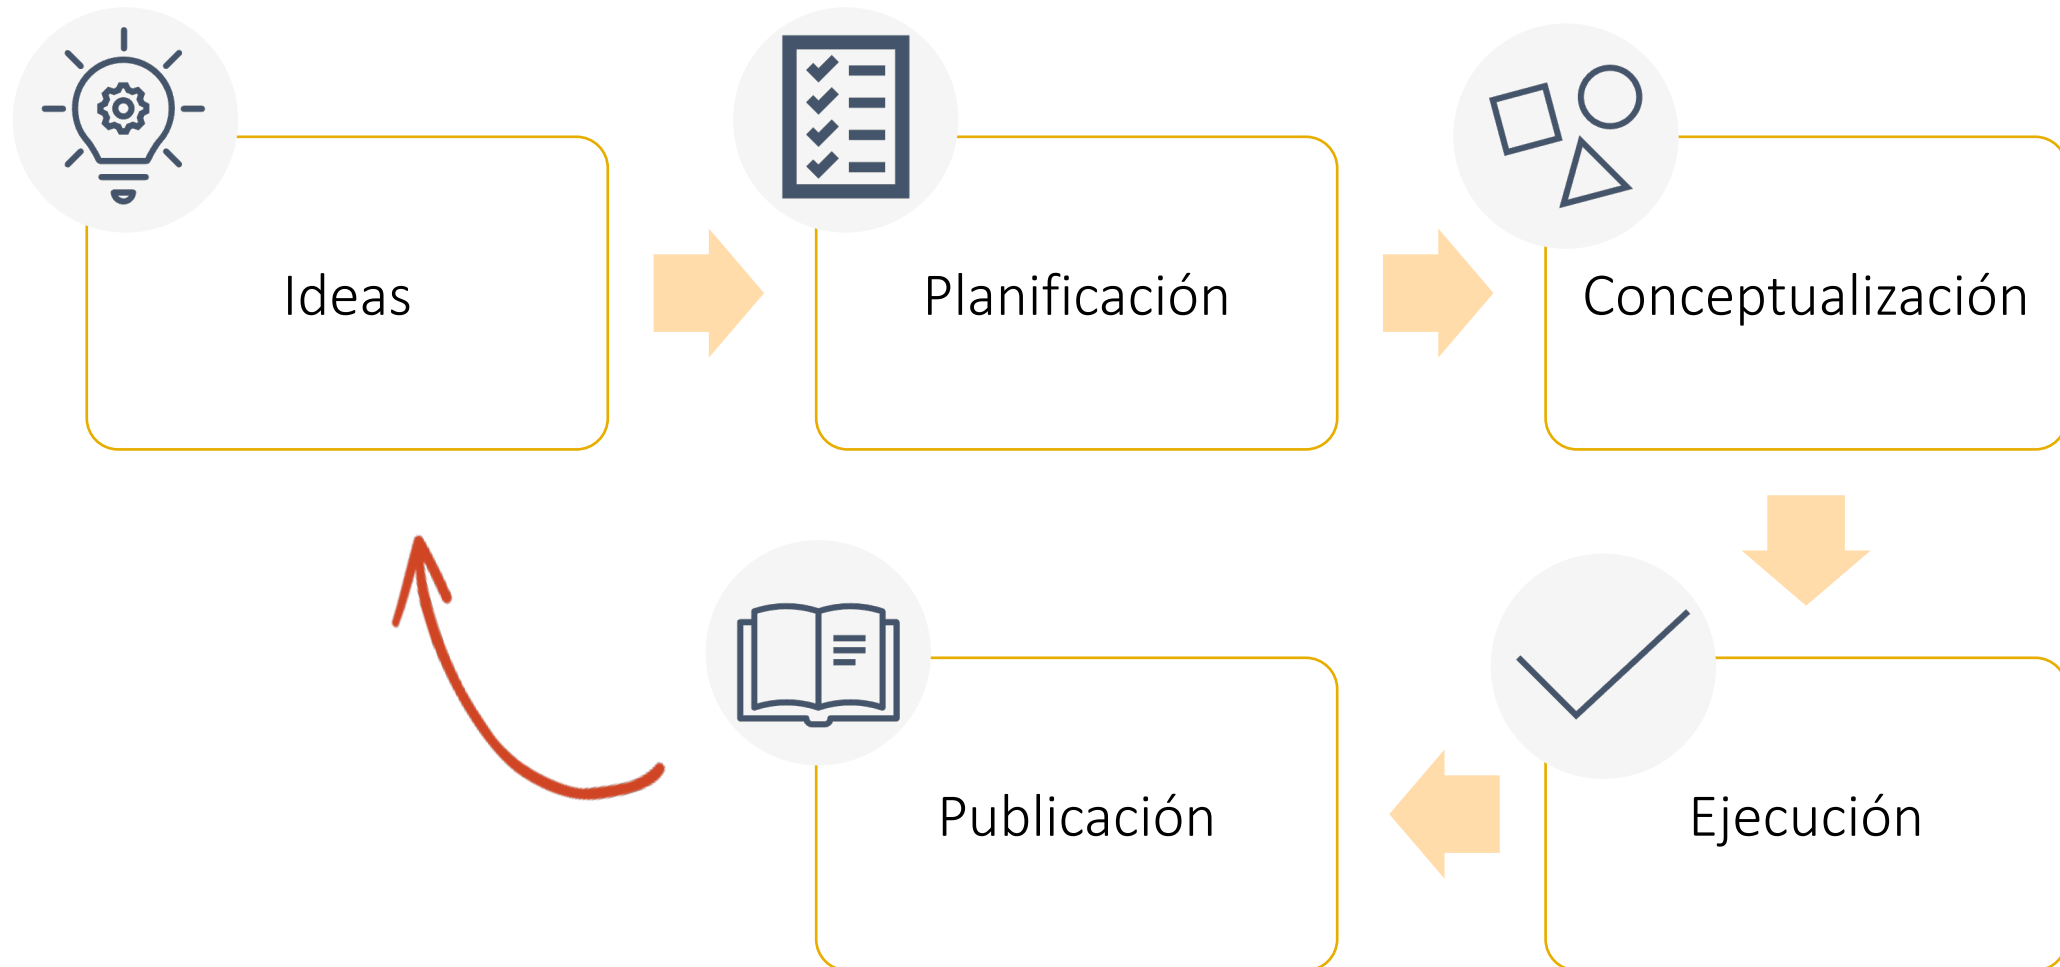 Ideas
Planificación
Conceptualización
Ejecución
Publicación